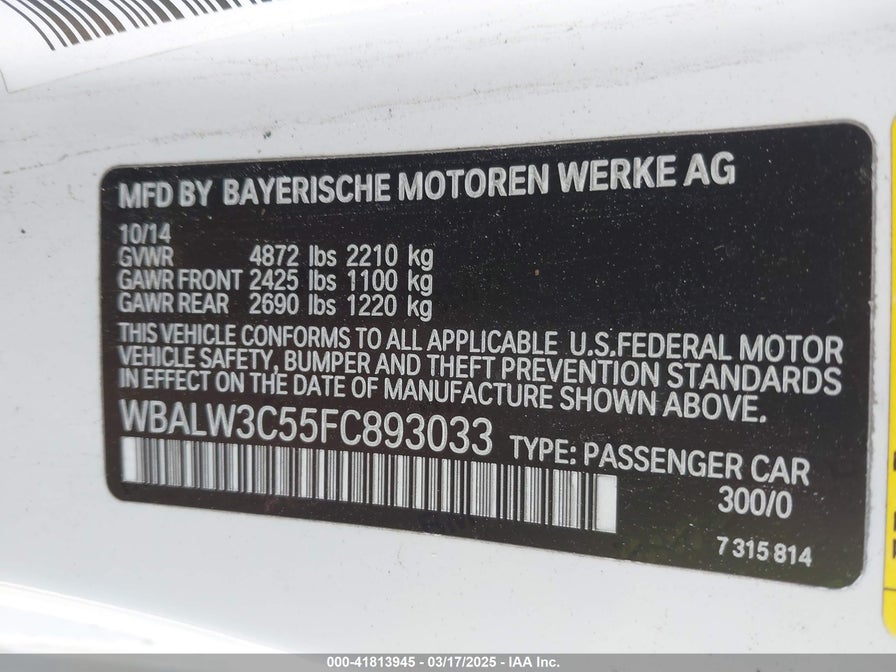 MFD BY BAYERISCHE MOTOREN WERKE AG
10/14
GVWR 4872 lbs 2210 kg
GAWR FRONT 2425 lbs 1100 kg
GAWR REAR 2690 lbs 1220 kg
THIS VEHICLE CONFORMS TO ALL APPLICABLE U.S.FEDERAL MOTOR
VEHICLE SAFETY, BUMPER AND THEFT PREVENTION STANDARDS
IN EFFECT ON THE DATE OF MANUFACTURE SHOWN ABOVE.
WBALW3C55FC893033 TYPE: PASSENGER CAR
300/0
7 315 814
000-41813945 - 03/17/2025 - IAA Inc.